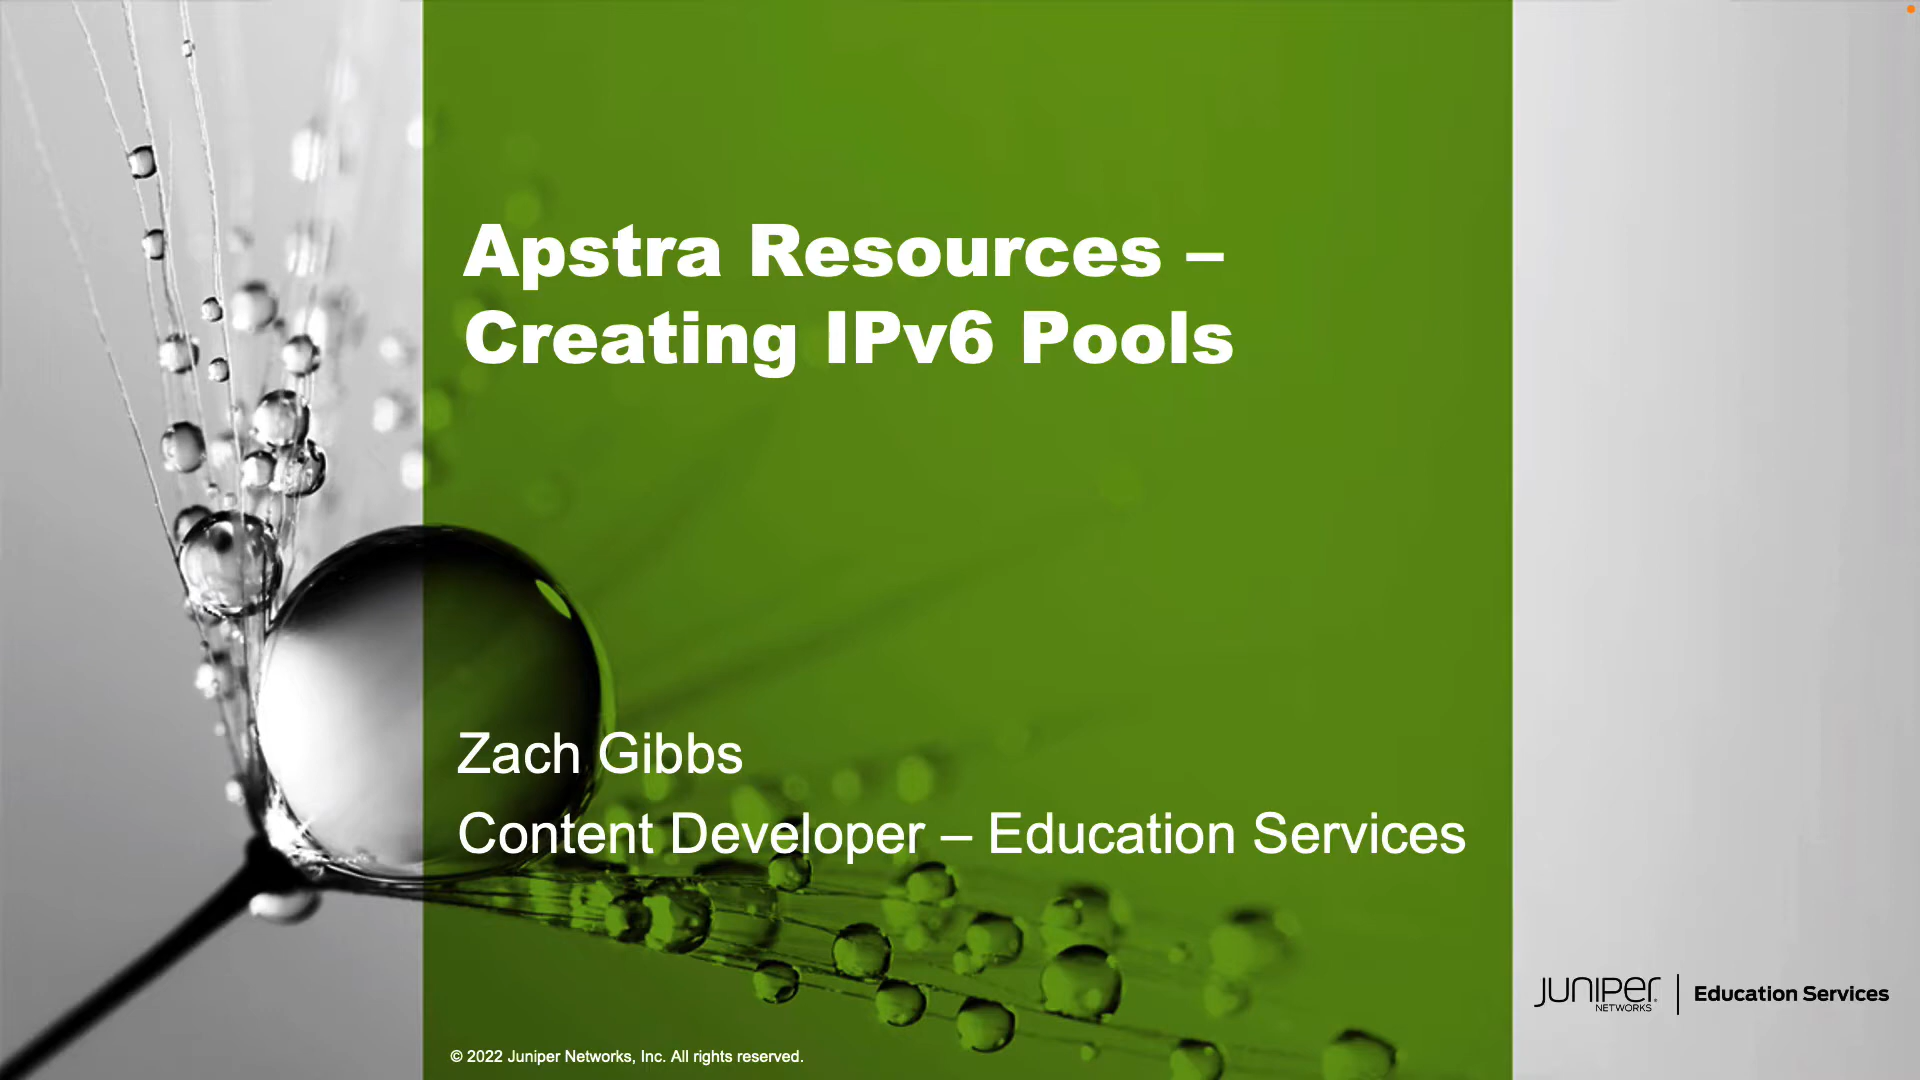 Apstra Resources –
Creating IPv6 Pools
Zach Gibbs
Content Developer – Education Services
JUNIPER
NETWORKS
Education Services
© 2022 Juniper Networks, Inc. All rights reserved.